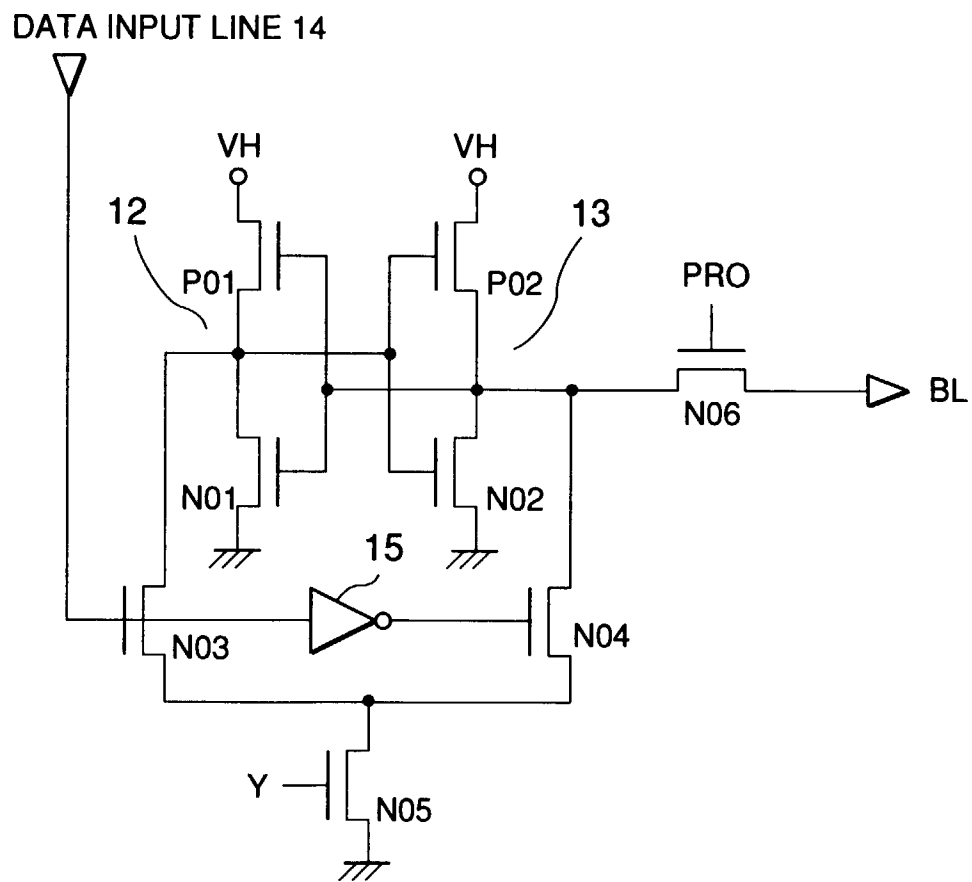 DATA INPUT LINE 14
VH VH
12 13
P01 P02 PRO
BL
N06
N01 N02
15
N03 N04
Y N05